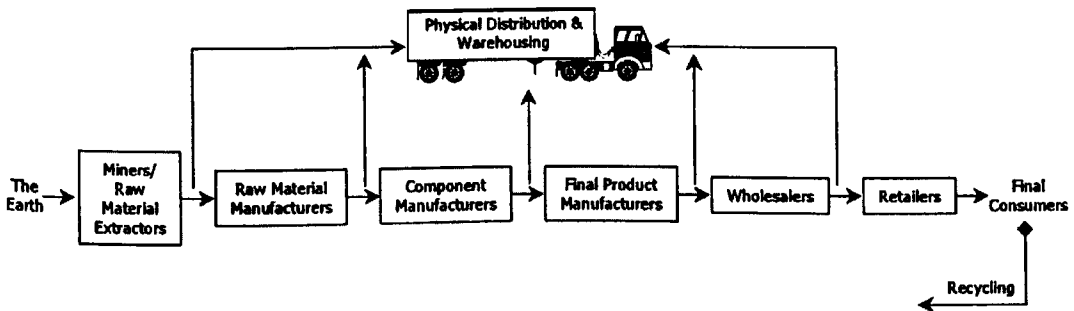 Physical Distribution &
Warehousing
The
Earth
Miners/
Raw
Material
Extractors
Raw Material
Manufacturers
Component
Manufacturers
Final Product
Manufacturers
Wholesalers
Retailers
Final
Consumers
Recycling